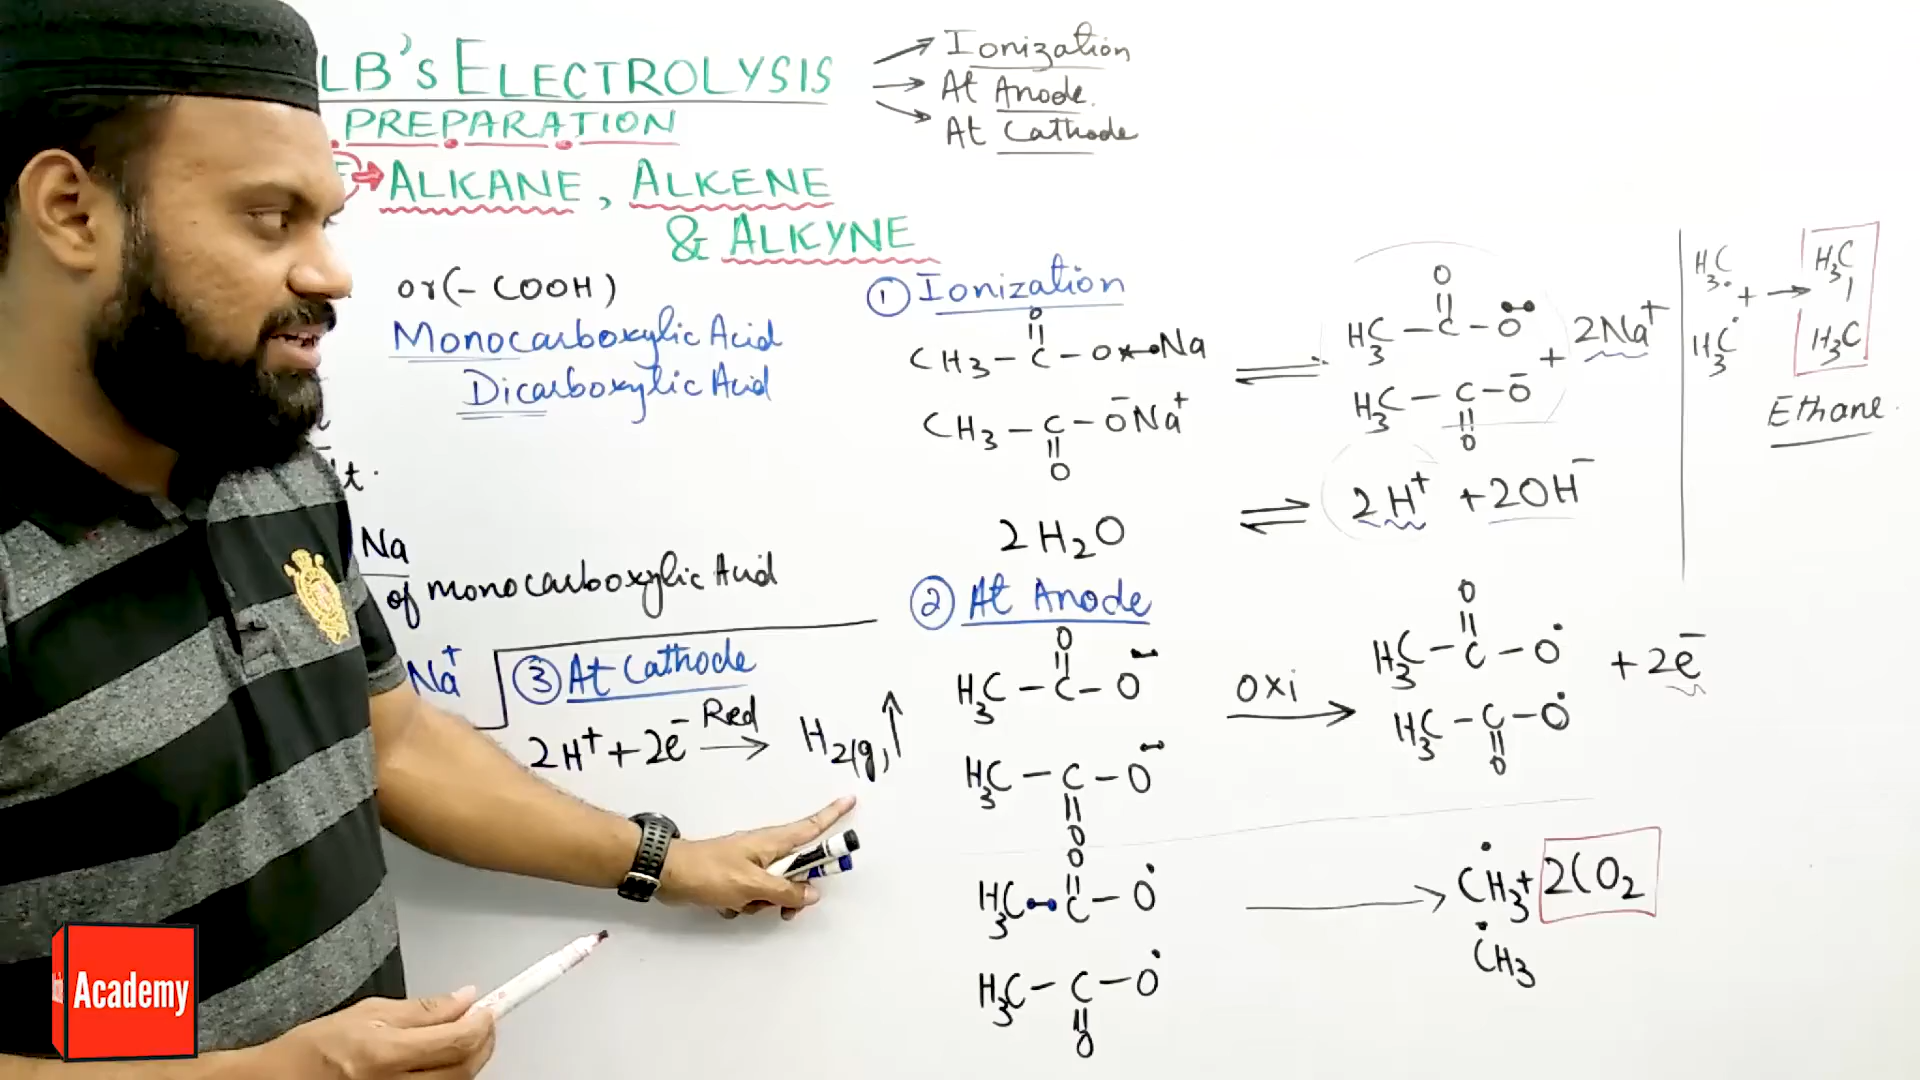 LB's ELECTROLYSIS
PREPARATION
ALKANE, ALKENE
& ALKYNE
Ionization
At Anode.
At Cathode
or (- COOH)
Monocarboxylic Acid
Dicarboxylic Acid
t.
Na
of monocarboxylic Acid
Na⁺
③ At Cathode
2H⁺ + 2e⁻ Red→ H₂(g)↑
① Ionization
O
||
CH₃ - C - O ×• Na ⇌
CH₃ - C - O⁻Na⁺
||
O
O
||
H₃C - C - O⁻ + 2Na⁺
H₃C - C - O⁻
||
O
2H₂O ⇌ 2H⁺ + 2OH⁻
② At Anode
O
||
H₃C - C - O⁻
H₃C - C - O⁻
||
O
oxi →
O
||
H₃C - C - O• + 2e⁻
H₃C - C - O•
||
O
O
||
H₃C - C - O•
H₃C - C - O•
||
O
→ ĊH₃ + 2CO₂
ĊH₃
H₃C• + H₃C• →
H₃C
|
H₃C
Ethane.
Academy